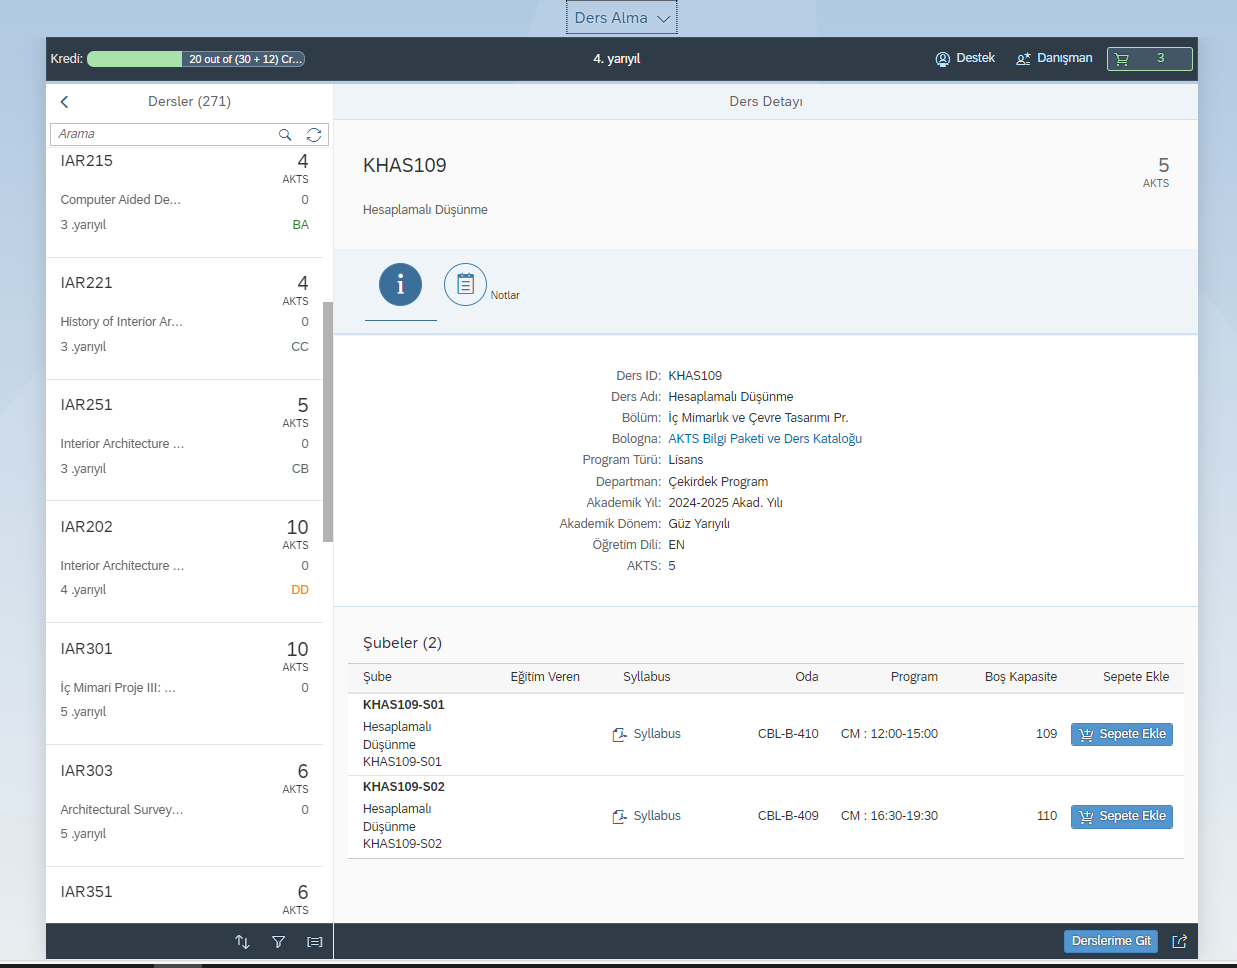 Ders Alma
Kredi: 20 out of (30 + 12) Cr...
4. yarıyıl
Destek
Danışman
3
Dersler (271)
Arama
IAR215
4
AKTS
Computer Aided De...
0
3 .yarıyıl
BA
IAR221
4
AKTS
History of Interior Ar...
0
3 .yarıyıl
CC
IAR251
5
AKTS
Interior Architecture ...
0
3 .yarıyıl
CB
IAR202
10
AKTS
Interior Architecture ...
0
4 .yarıyıl
DD
IAR301
10
AKTS
İç Mimari Proje III: ...
0
5 .yarıyıl
IAR303
6
AKTS
Architectural Survey...
0
5 .yarıyıl
IAR351
6
AKTS
Ders Detayı
KHAS109
5
AKTS
Hesaplamalı Düşünme
Notlar
Ders ID: KHAS109
Ders Adı: Hesaplamalı Düşünme
Bölüm: İç Mimarlık ve Çevre Tasarımı Pr.
Bologna: AKTS Bilgi Paketi ve Ders Kataloğu
Program Türü: Lisans
Departman: Çekirdek Program
Akademik Yıl: 2024-2025 Akad. Yılı
Akademik Dönem: Güz Yarıyılı
Öğretim Dili: EN
AKTS: 5
Şubeler (2)
Şube Eğitim Veren Syllabus Oda Program Boş Kapasite Sepete Ekle
KHAS109-S01
Hesaplamalı
Düşünme
KHAS109-S01
Syllabus CBL-B-410 CM : 12:00-15:00 109 Sepete Ekle
KHAS109-S02
Hesaplamalı
Düşünme
KHAS109-S02
Syllabus CBL-B-409 CM : 16:30-19:30 110 Sepete Ekle
Derslerime Git